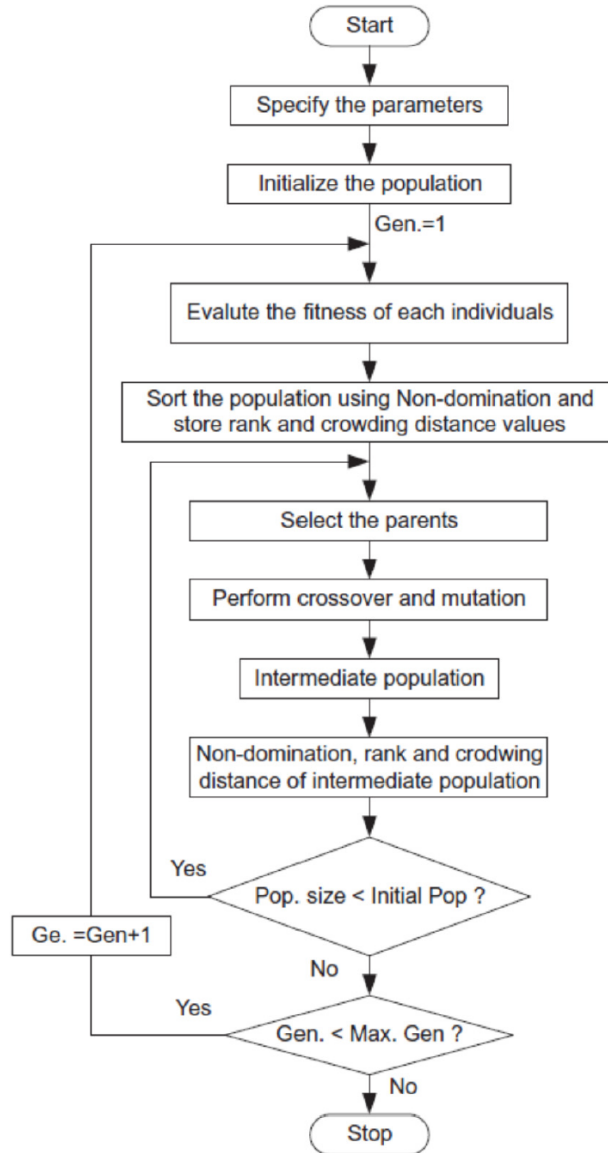 Start
Specify the parameters
Initialize the population
Gen.=1
Evalute the fitness of each individuals
Sort the population using Non-domination and
store rank and crowding distance values
Select the parents
Perform crossover and mutation
Intermediate population
Non-domination, rank and crodwing
distance of intermediate population
Yes
Pop. size < Initial Pop ?
Ge. =Gen+1
No
Yes
Gen. < Max. Gen ?
No
Stop